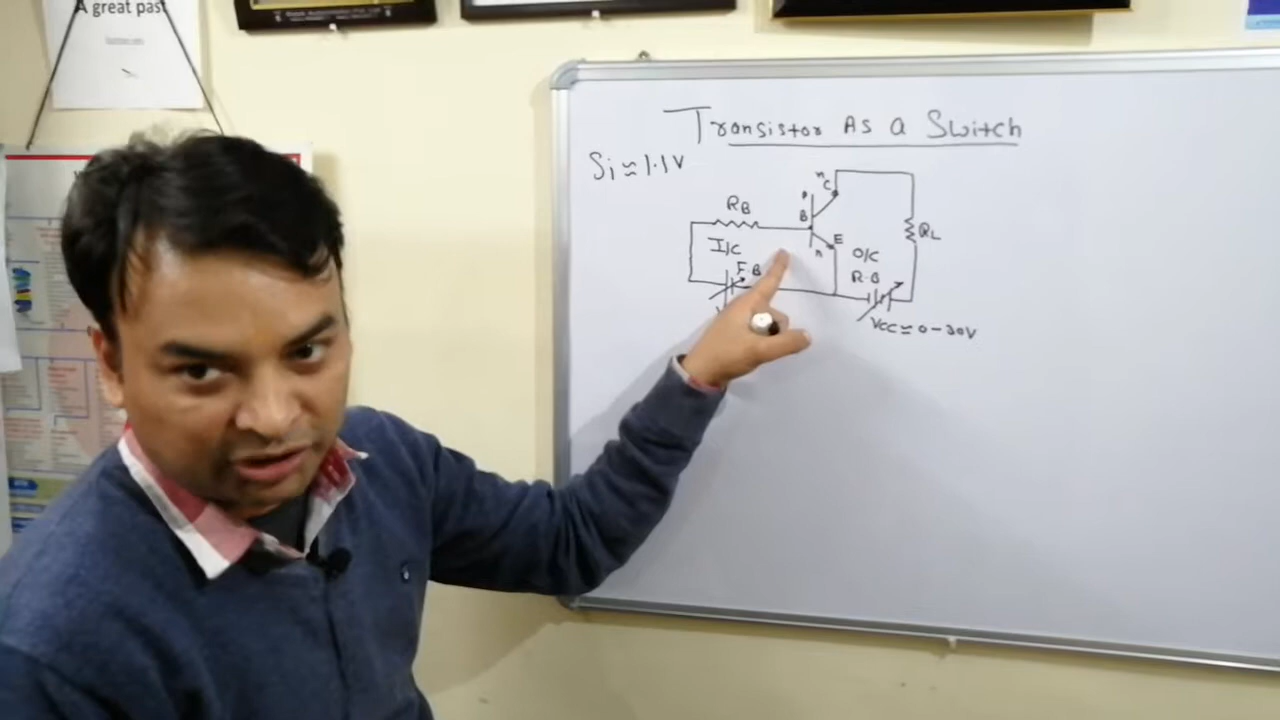 A great past
Transistor As a Switch
Si ≈ 1.1V
n
C
P
RB
B
E
RL
I/C
n
O/C
F.B
R.B
V
VCC ≈ 0-30V